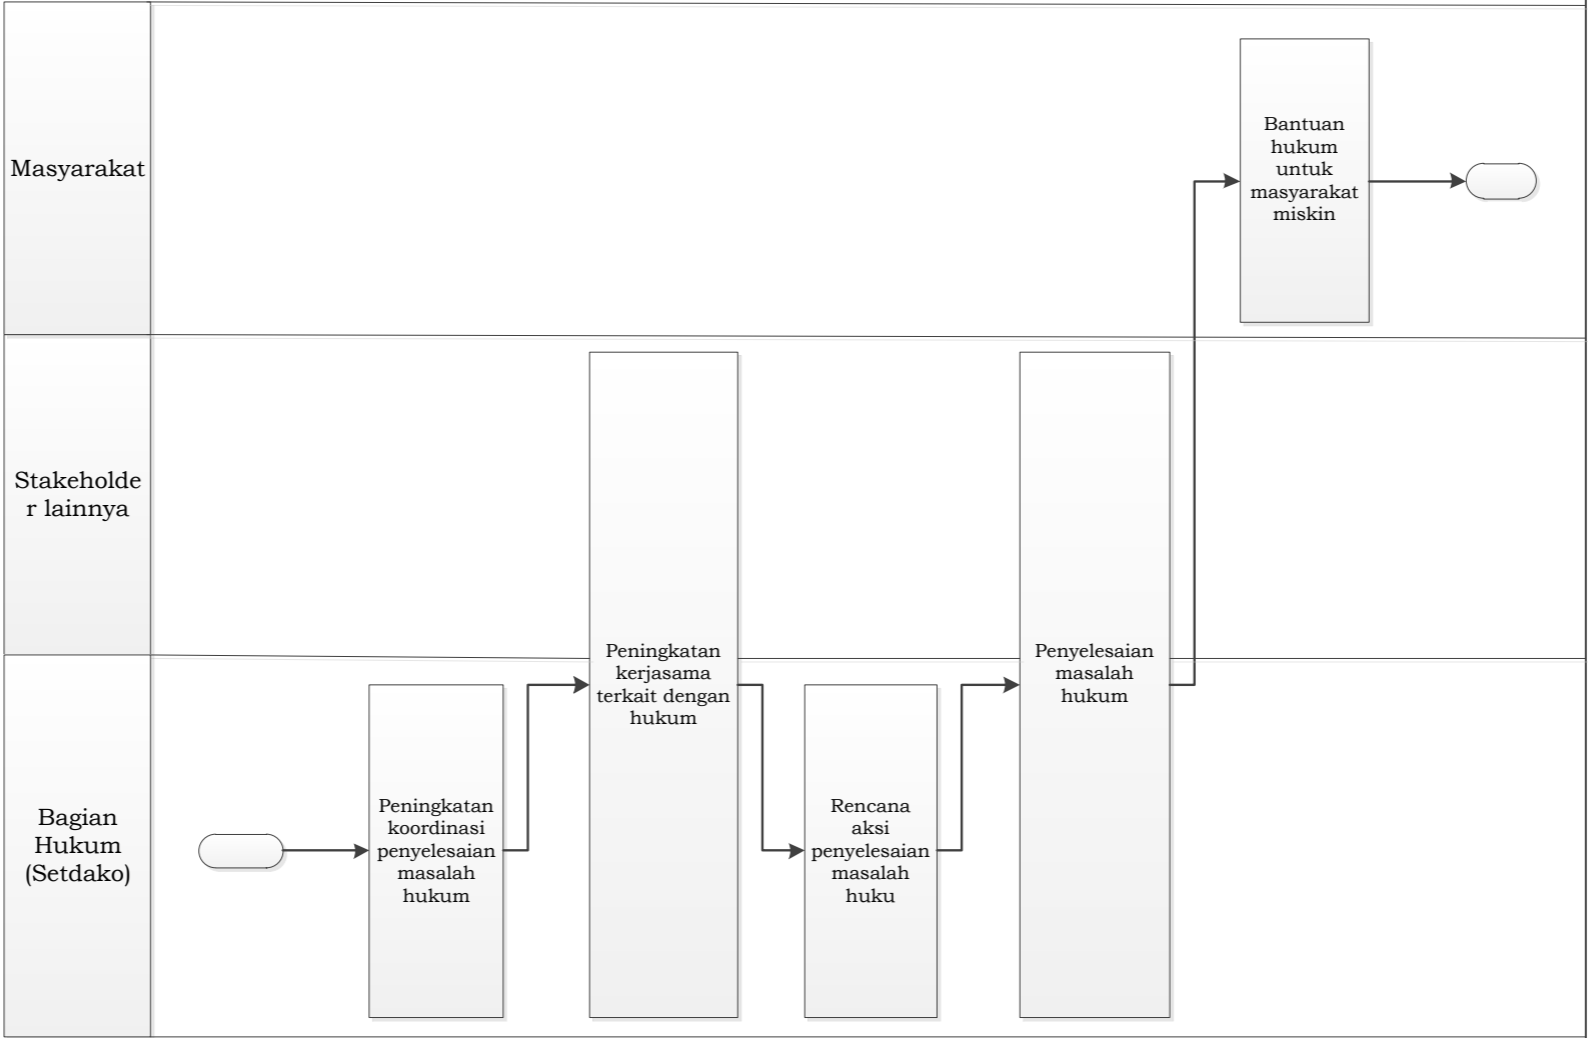 Masyarakat
Bantuan
hukum
untuk
masyarakat
miskin
Stakeholde
r lainnya
Bagian
Hukum
(Setdako)
Peningkatan
koordinasi
penyelesaian
masalah
hukum
Peningkatan
kerjasama
terkait dengan
hukum
Rencana
aksi
penyelesaian
masalah
huku
Penyelesaian
masalah
hukum